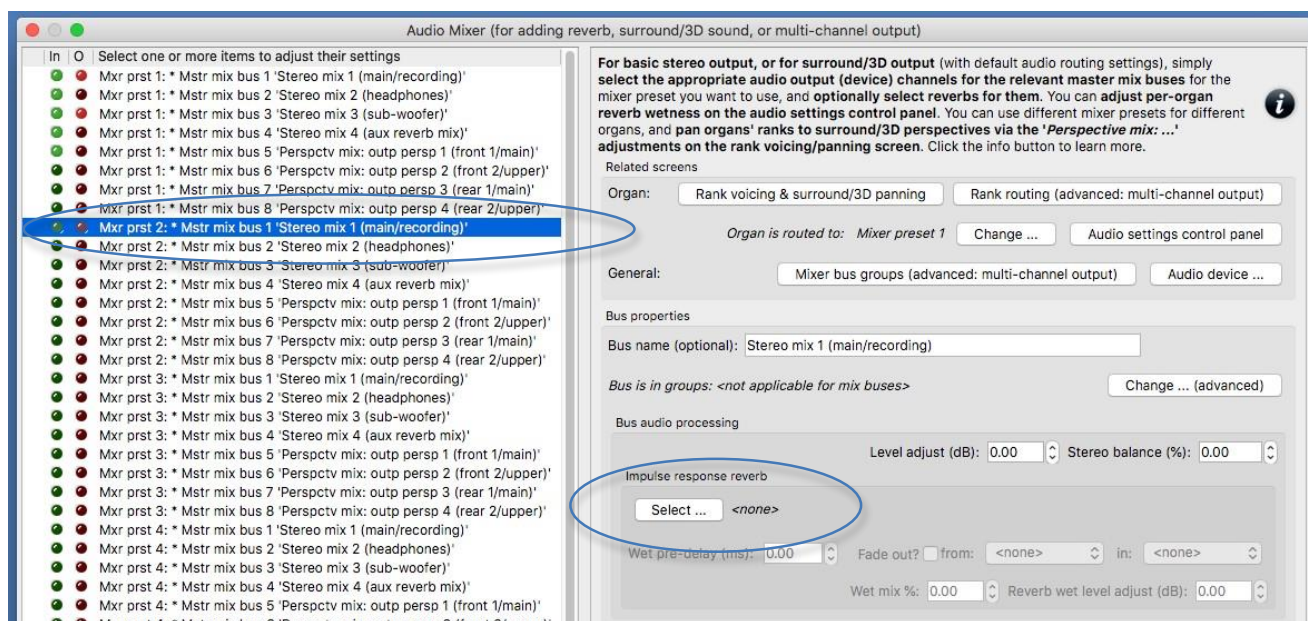 Audio Mixer (for adding reverb, surround/3D sound, or multi-channel output)
In O Select one or more items to adjust their settings
Mxr prst 1: * Mstr mix bus 1 'Stereo mix 1 (main/recording)'
Mxr prst 1: * Mstr mix bus 2 'Stereo mix 2 (headphones)'
Mxr prst 1: * Mstr mix bus 3 'Stereo mix 3 (sub-woofer)'
Mxr prst 1: * Mstr mix bus 4 'Stereo mix 4 (aux reverb mix)'
Mxr prst 1: * Mstr mix bus 5 'Perspctv mix: outp persp 1 (front 1/main)'
Mxr prst 1: * Mstr mix bus 6 'Perspctv mix: outp persp 2 (front 2/upper)'
Mxr prst 1: * Mstr mix bus 7 'Perspctv mix: outp persp 3 (rear 1/main)'
Mxr prst 1: * Mstr mix bus 8 'Perspctv mix: outp persp 4 (rear 2/upper)'
Mxr prst 2: * Mstr mix bus 1 'Stereo mix 1 (main/recording)'
Mxr prst 2: * Mstr mix bus 2 'Stereo mix 2 (headphones)'
Mxr prst 2: * Mstr mix bus 3 'Stereo mix 3 (sub-woofer)'
Mxr prst 2: * Mstr mix bus 4 'Stereo mix 4 (aux reverb mix)'
Mxr prst 2: * Mstr mix bus 5 'Perspctv mix: outp persp 1 (front 1/main)'
Mxr prst 2: * Mstr mix bus 6 'Perspctv mix: outp persp 2 (front 2/upper)'
Mxr prst 2: * Mstr mix bus 7 'Perspctv mix: outp persp 3 (rear 1/main)'
Mxr prst 2: * Mstr mix bus 8 'Perspctv mix: outp persp 4 (rear 2/upper)'
Mxr prst 3: * Mstr mix bus 1 'Stereo mix 1 (main/recording)'
Mxr prst 3: * Mstr mix bus 2 'Stereo mix 2 (headphones)'
Mxr prst 3: * Mstr mix bus 3 'Stereo mix 3 (sub-woofer)'
Mxr prst 3: * Mstr mix bus 4 'Stereo mix 4 (aux reverb mix)'
Mxr prst 3: * Mstr mix bus 5 'Perspctv mix: outp persp 1 (front 1/main)'
Mxr prst 3: * Mstr mix bus 6 'Perspctv mix: outp persp 2 (front 2/upper)'
Mxr prst 3: * Mstr mix bus 7 'Perspctv mix: outp persp 3 (rear 1/main)'
Mxr prst 3: * Mstr mix bus 8 'Perspctv mix: outp persp 4 (rear 2/upper)'
Mxr prst 4: * Mstr mix bus 1 'Stereo mix 1 (main/recording)'
Mxr prst 4: * Mstr mix bus 2 'Stereo mix 2 (headphones)'
Mxr prst 4: * Mstr mix bus 3 'Stereo mix 3 (sub-woofer)'
Mxr prst 4: * Mstr mix bus 4 'Stereo mix 4 (aux reverb mix)'
Mxr prst 4: * Mstr mix bus 5 'Perspctv mix: outp persp 1 (front 1/main)'
For basic stereo output, or for surround/3D output (with default audio routing settings), simply
select the appropriate audio output (device) channels for the relevant master mix buses for the
mixer preset you want to use, and optionally select reverbs for them. You can adjust per-organ
reverb wetness on the audio settings control panel. You can use different mixer presets for different
organs, and pan organs' ranks to surround/3D perspectives via the 'Perspective mix: ...'
adjustments on the rank voicing/panning screen. Click the info button to learn more.
Related screens
Organ: Rank voicing & surround/3D panning Rank routing (advanced: multi-channel output)
Organ is routed to: Mixer preset 1 Change ... Audio settings control panel
General: Mixer bus groups (advanced: multi-channel output) Audio device ...
Bus properties
Bus name (optional): Stereo mix 1 (main/recording)
Bus is in groups: <not applicable for mix buses> Change ... (advanced)
Bus audio processing
Level adjust (dB): 0.00 Stereo balance (%): 0.00
Impulse response reverb
Select ... <none>
Wet pre-delay (ms): 0.00 Fade out? from: <none> in: <none>
Wet mix %: 0.00 Reverb wet level adjust (dB): 0.00